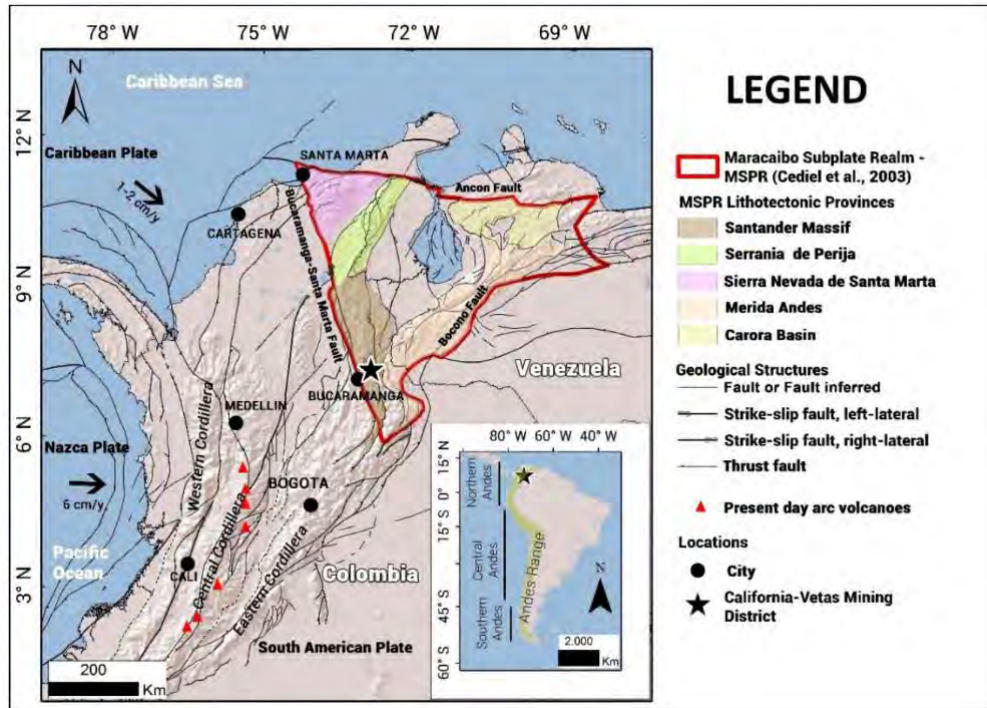 78° W
75° W
72° W
69° W
N
Caribbean Sea
12° N
9° N
6° N
3° N
Caribbean Plate
1-2 cm/y
SANTA MARTA
CARTAGENA
Ancon Fault
Bucaramanga-Santa Marta Fault
Bocono Fault
Venezuela
BUCARAMANGA
MEDELLIN
Nazca Plate
6 cm/y
Western Cordillera
BOGOTA
Central Cordillera
Eastern Cordillera
Pacific
Ocean
CALI
Colombia
South American Plate
200
Km
80° W
60° W
40° W
15° N
0°
15° S
45° S
60° S
Northern
Andes
Central
Andes
Southern
Andes
Andes Range
N
2.000
Km
LEGEND
Maracaibo Subplate Realm -
MSPR (Cediel et al., 2003)
MSPR Lithotectonic Provinces
Santander Massif
Serrania de Perija
Sierra Nevada de Santa Marta
Merida Andes
Carora Basin
Geological Structures
Fault or Fault inferred
Strike-slip fault, left-lateral
Strike-slip fault, right-lateral
Thrust fault
Present day arc volcanoes
Locations
City
California-Vetas Mining
District